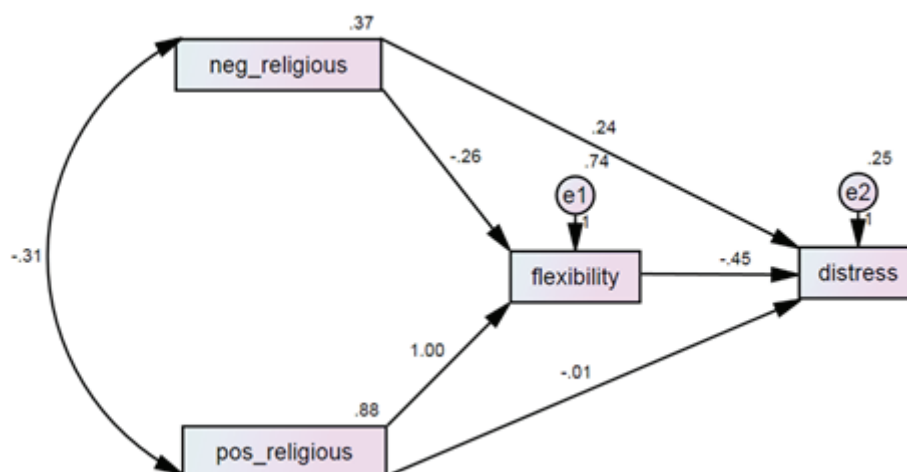 .37
neg_religious
.24
-.26
.74
.25
e1
e2
1
1
-.31
flexibility
-.45
distress
1.00
-.01
.88
pos_religious